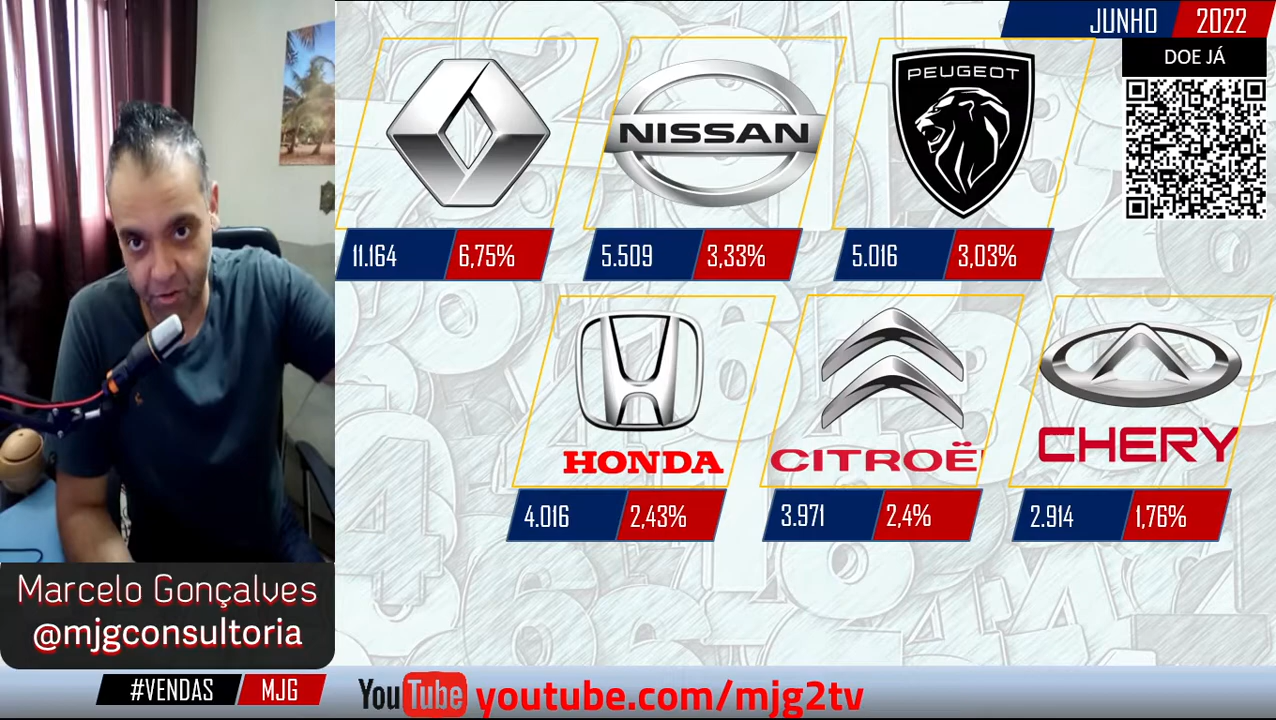 JUNHO 2022
DOE JÁ
NISSAN
PEUGEOT
11.164 6,75%
5.509 3,33%
5.016 3,03%
HONDA
CITROË
CHERY
4.016 2,43%
3.971 2,4%
2.914 1,76%
Marcelo Gonçalves
@mjgconsultoria
#VENDAS MJG
YouTube youtube.com/mjg2tv